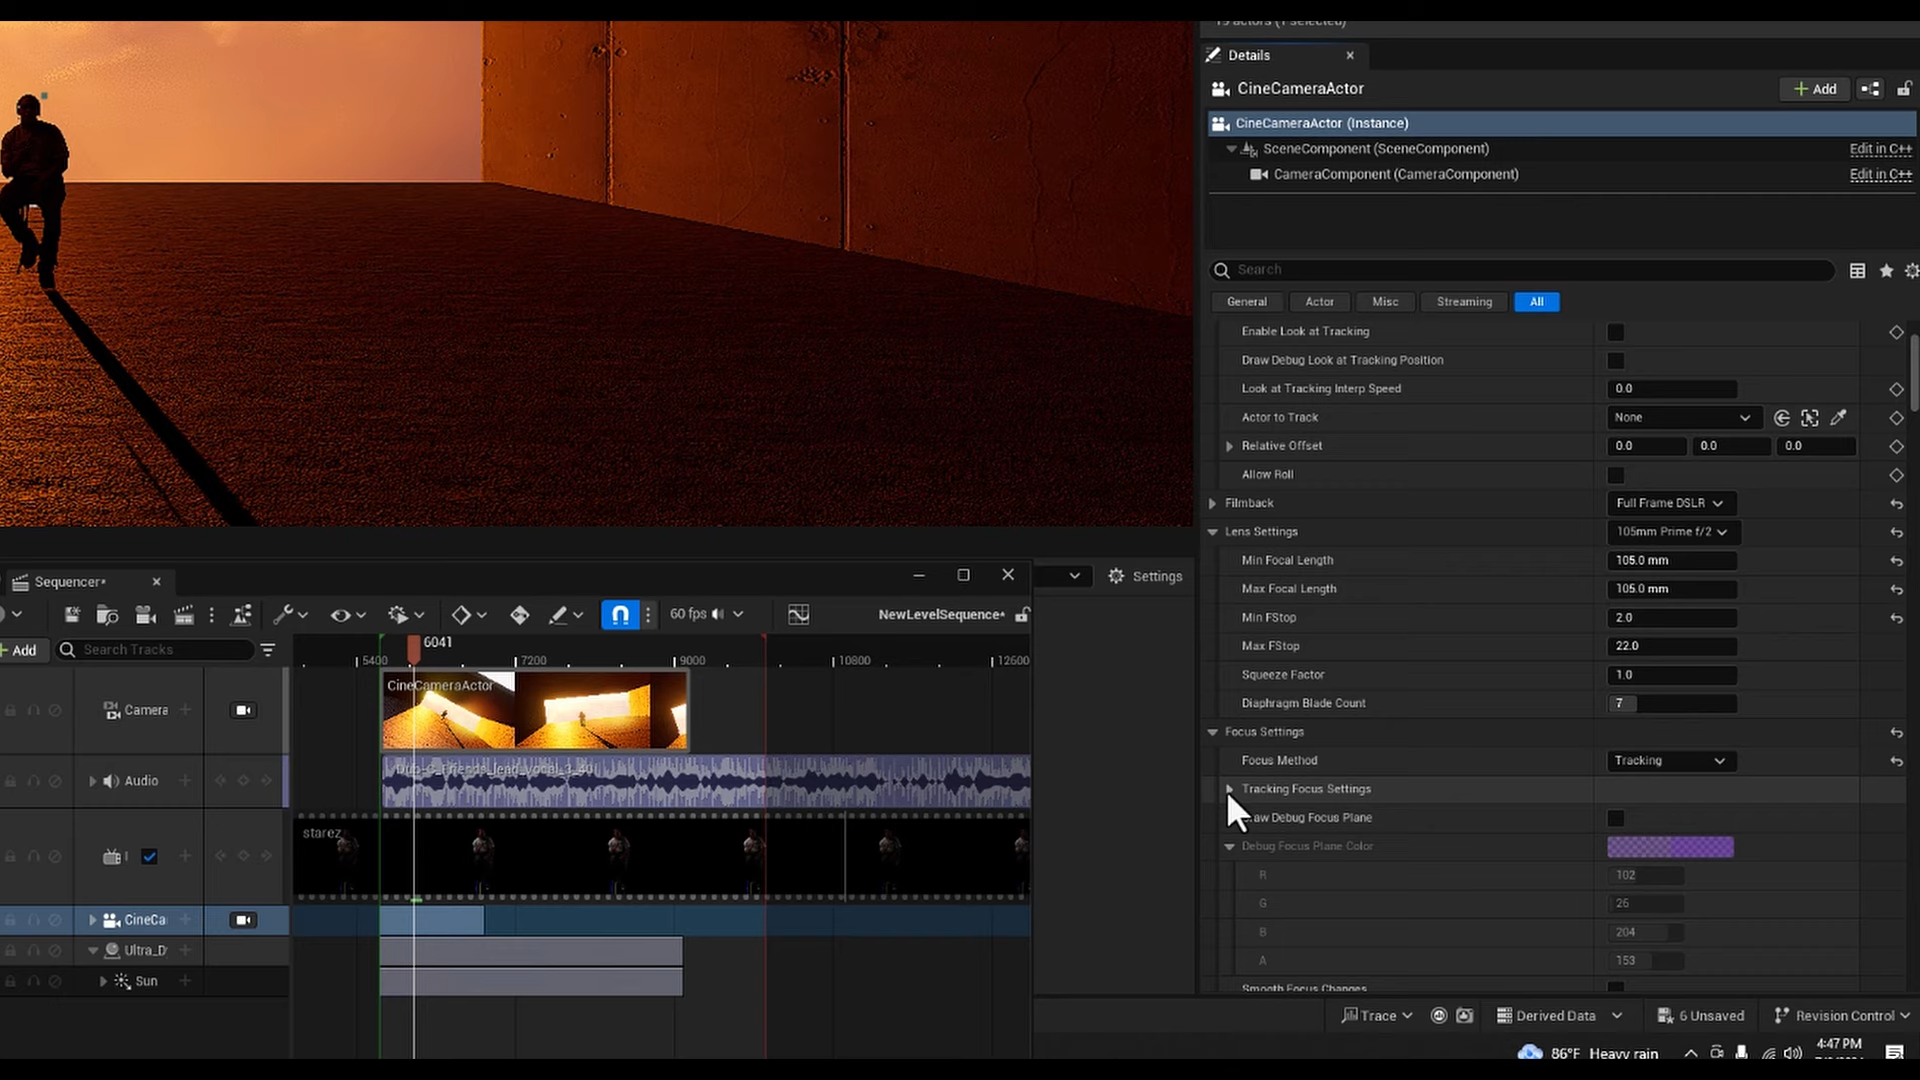 19 actors (1 selected)
Details
CineCameraActor
+ Add
CineCameraActor (Instance)
SceneComponent (SceneComponent)
Edit in C++
CameraComponent (CameraComponent)
Edit in C++
Search
General
Actor
Misc
Streaming
All
Enable Look at Tracking
Draw Debug Look at Tracking Position
Look at Tracking Interp Speed
0.0
Actor to Track
None
Relative Offset
0.0
0.0
0.0
Allow Roll
Filmback
Full Frame DSLR
Lens Settings
105mm Prime f/2
Min Focal Length
105.0 mm
Max Focal Length
105.0 mm
Min FStop
2.0
Max FStop
22.0
Squeeze Factor
1.0
Diaphragm Blade Count
7
Focus Settings
Focus Method
Tracking
Tracking Focus Settings
raw Debug Focus Plane
Debug Focus Plane Color
R
102
G
26
B
204
A
153
Smooth Focus Changes
Sequencer*
Settings
60 fps
NewLevelSequence*
+ Add
Search Tracks
6041
5400
7200
9000
10800
12600
Camera
CineCameraActor
Audio
starez
CineCa
Ultra_D
Sun
Trace
Derived Data
6 Unsaved
Revision Control
86°F Heavy rain
4:47 PM